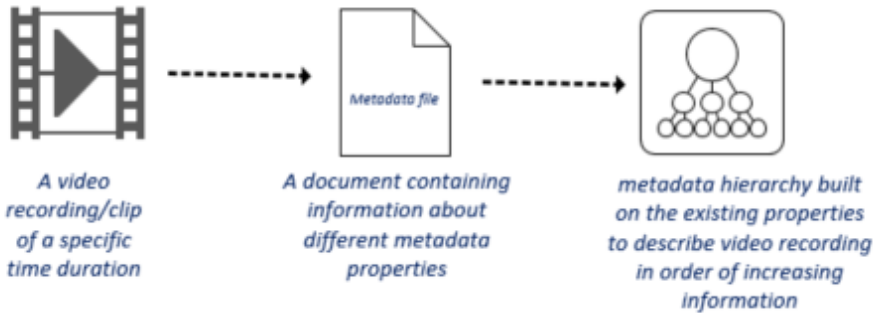 Metadata file
A video
recording/clip
of a specific
time duration
A document containing
information about
different metadata
properties
metadata hierarchy built
on the existing properties
to describe video recording
in order of increasing
information